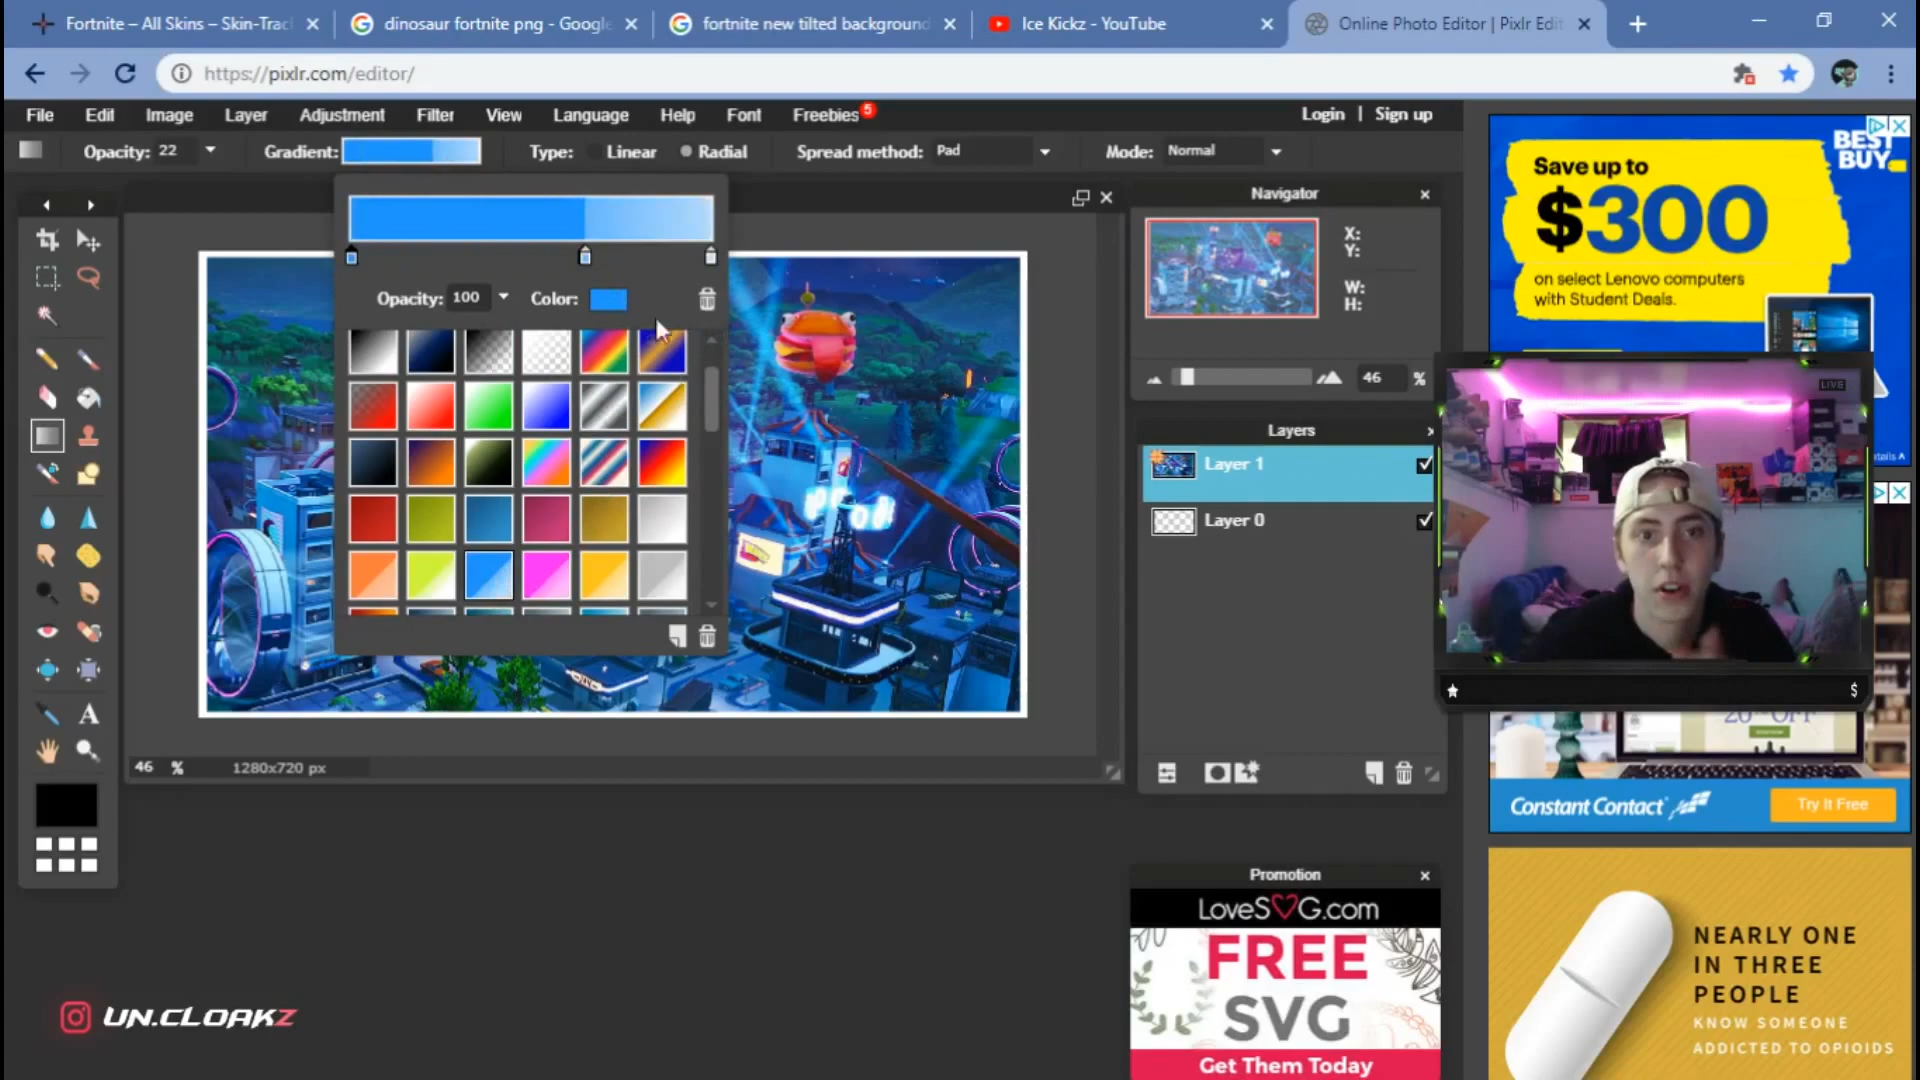 Fortnite – All Skins – Skin-Trac
dinosaur fortnite png - Google
fortnite new tilted background
Ice Kickz - YouTube
Online Photo Editor | Pixlr Edit
https://pixlr.com/editor/
File Edit Image Layer Adjustment Filter View Language Help Font Freebies 5
Login | Sign up
Opacity: 22 Gradient: Type: Linear Radial Spread method: Pad Mode: Normal
Opacity: 100 Color:
46 % 1280x720 px
Navigator
X:
Y:
W:
H:
46 %
Layers
Layer 1
Layer 0
Promotion
LoveSVG.com
FREE
SVG
Get Them Today
BEST
BUY
Save up to
$300
on select Lenovo computers
with Student Deals.
LIVE
$
20% OFF
Constant Contact
Try It Free
NEARLY ONE
IN THREE
PEOPLE
KNOW SOMEONE
ADDICTED TO OPIOIDS
UN.CLOAKZ